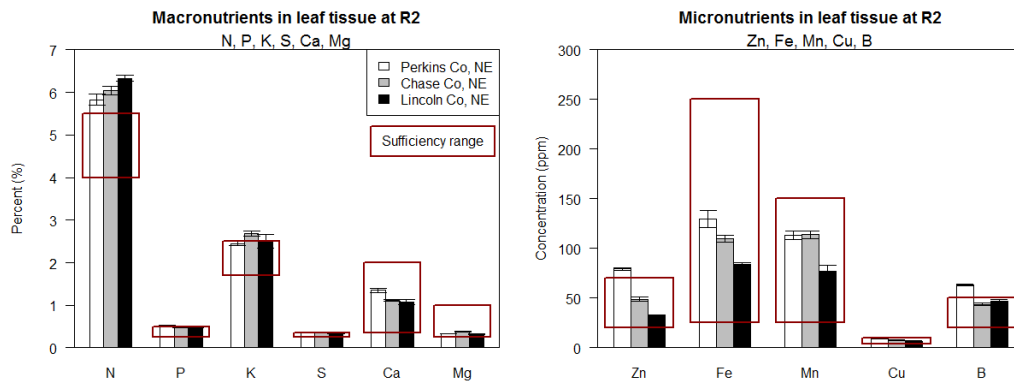 Macronutrients in leaf tissue at R2
N, P, K, S, Ca, Mg
7
6
5
4
3
2
1
0
Percent (%)
Perkins Co, NE
Chase Co, NE
Lincoln Co, NE
Sufficiency range
N P K S Ca Mg
Micronutrients in leaf tissue at R2
Zn, Fe, Mn, Cu, B
300
250
200
150
100
50
0
Concentration (ppm)
Zn Fe Mn Cu B